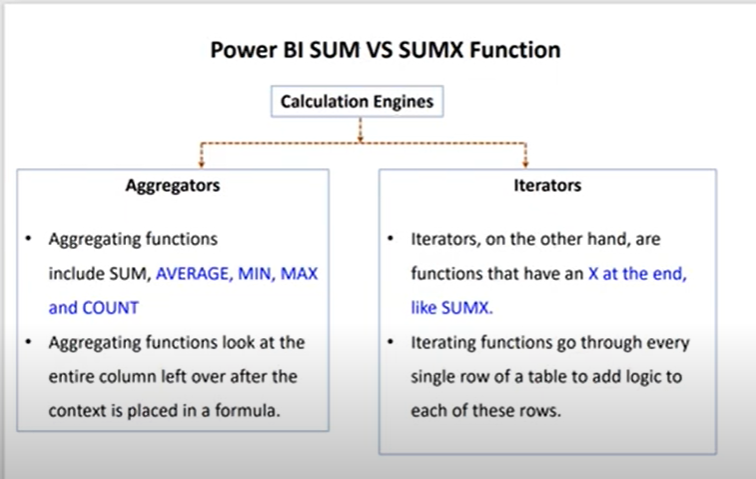 Power BI SUM VS SUMX Function
Calculation Engines
Aggregators
• Aggregating functions
include SUM, AVERAGE, MIN, MAX
and COUNT
• Aggregating functions look at the
entire column left over after the
context is placed in a formula.
Iterators
• Iterators, on the other hand, are
functions that have an X at the end,
like SUMX.
• Iterating functions go through every
single row of a table to add logic to
each of these rows.